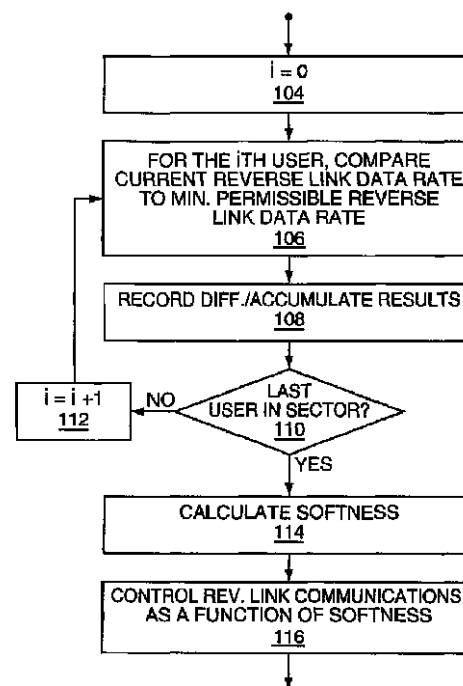 i = 0
104
FOR THE iTH USER, COMPARE
CURRENT REVERSE LINK DATA RATE
TO MIN. PERMISSIBLE REVERSE
LINK DATA RATE
106
RECORD DIFF./ACCUMULATE RESULTS
108
LAST
USER IN SECTOR?
110
NO
i = i +1
112
YES
CALCULATE SOFTNESS
114
CONTROL REV. LINK COMMUNICATIONS
AS A FUNCTION OF SOFTNESS
116